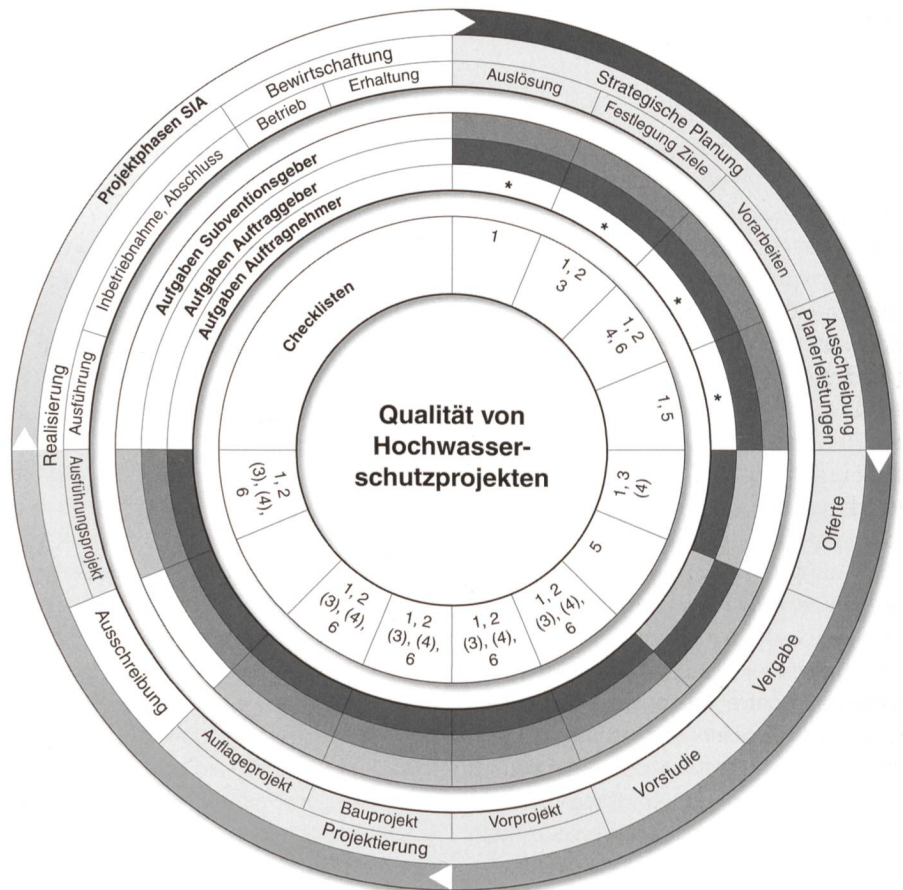 Projektphasen SIA
Strategische Planung
Auslösung
Festlegung Ziele
Vorarbeiten
Ausschreibung
Planerleistungen
Offerte
Vergabe
Vorstudie
Projektierung
Vorprojekt
Bauprojekt
Auflageprojekt
Ausschreibung
Realisierung
Ausführungsprojekt
Ausführung
Inbetriebnahme, Abschluss
Bewirtschaftung
Betrieb
Erhaltung
Aufgaben Subventionsgeber
Aufgaben Auftraggeber
Aufgaben Auftragnehmer
*
*
*
*
Checklisten
1
1, 2
3
1, 2
4, 6
1, 5
1, 3
(4)
5
1, 2
(3), (4),
6
1, 2
(3), (4),
6
1, 2
(3), (4),
6
1, 2
(3), (4),
6
1, 2
(3), (4),
6
Qualität von
Hochwasser-
schutzprojekten